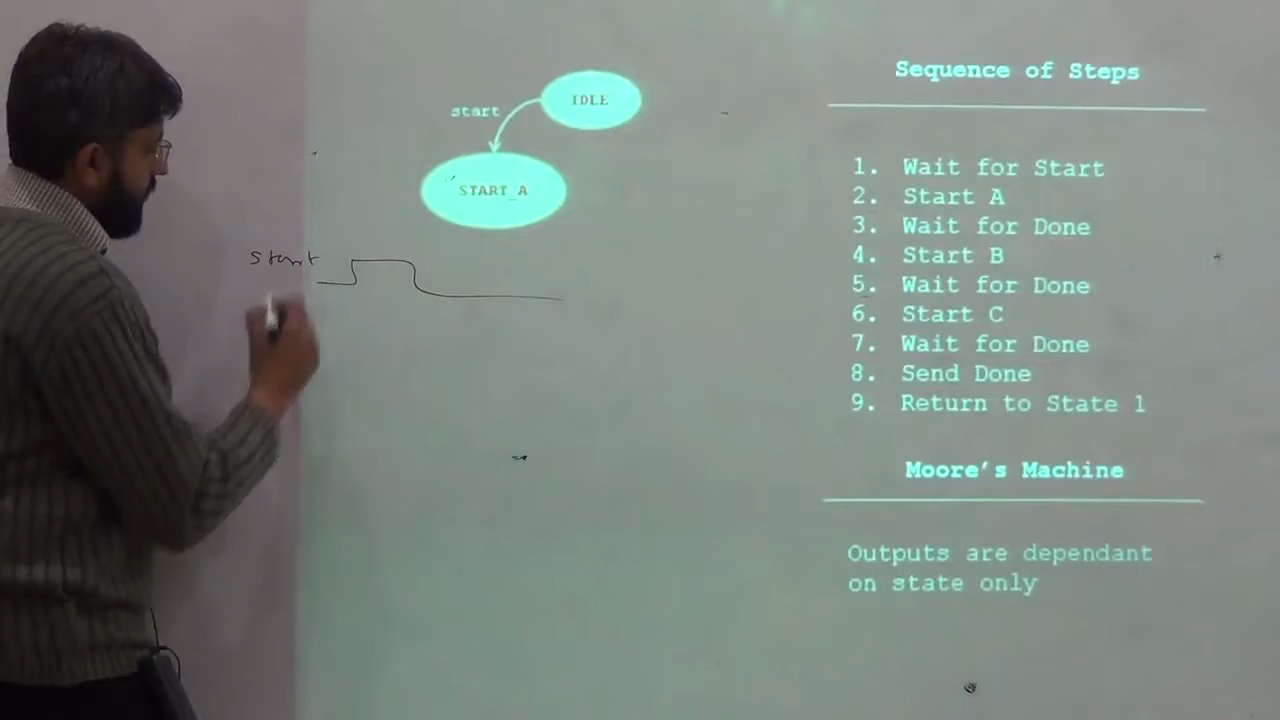 start
IDLE
START_A
start
Sequence of Steps
1. Wait for Start
2. Start A
3. Wait for Done
4. Start B
5. Wait for Done
6. Start C
7. Wait for Done
8. Send Done
9. Return to State 1
Moore's Machine
Outputs are dependant
on state only